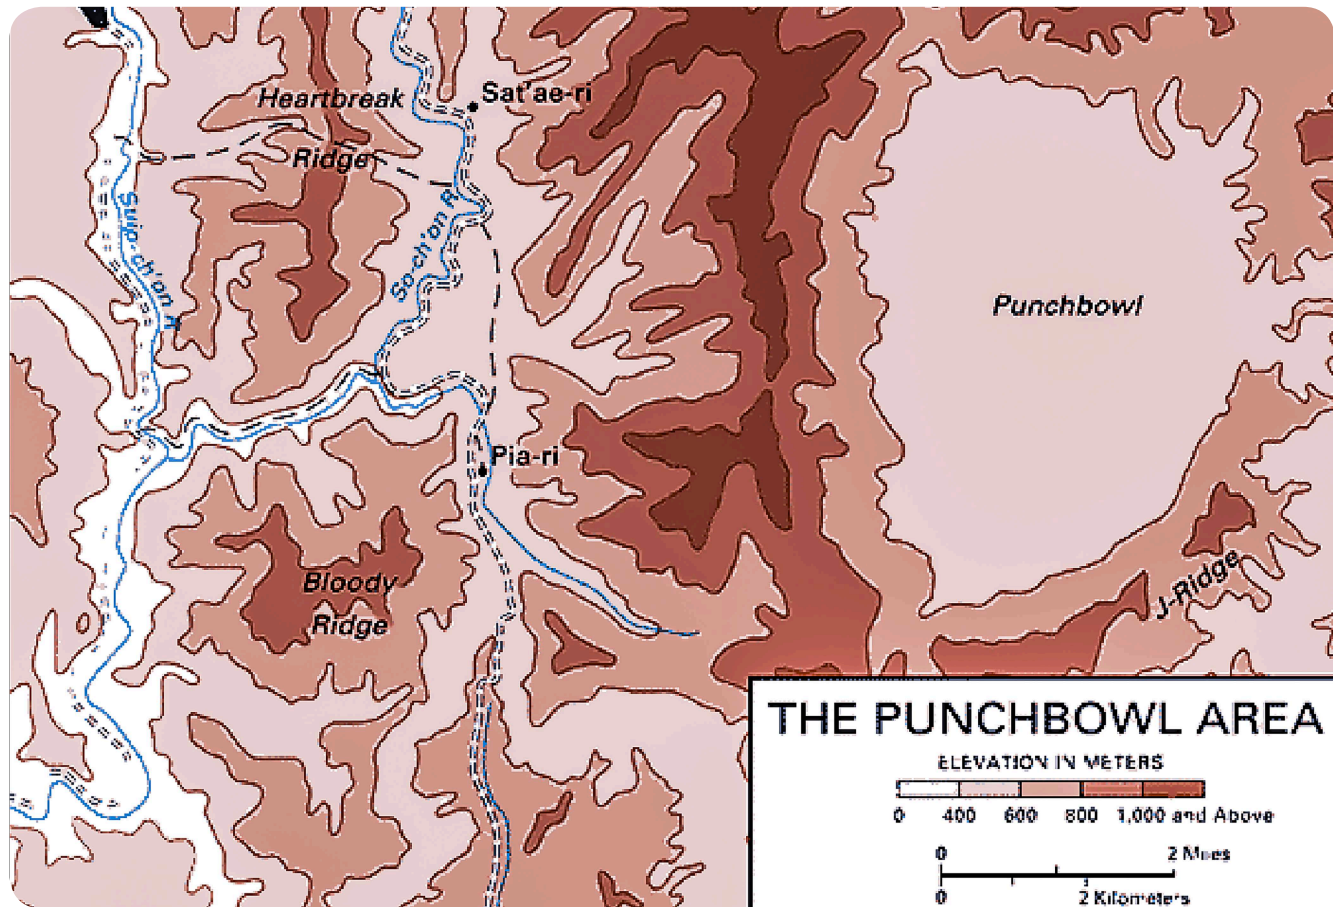 Heartbreak
Ridge
Sat'ae-ri
Suip-ch'on R
So-ch'on R
Punchbowl
Pia-ri
Bloody
Ridge
J-Ridge
THE PUNCHBOWL AREA
ELEVATION IN METERS
0 400 600 800 1,000 and Above
0 2 Miles
0 2 Kilometers